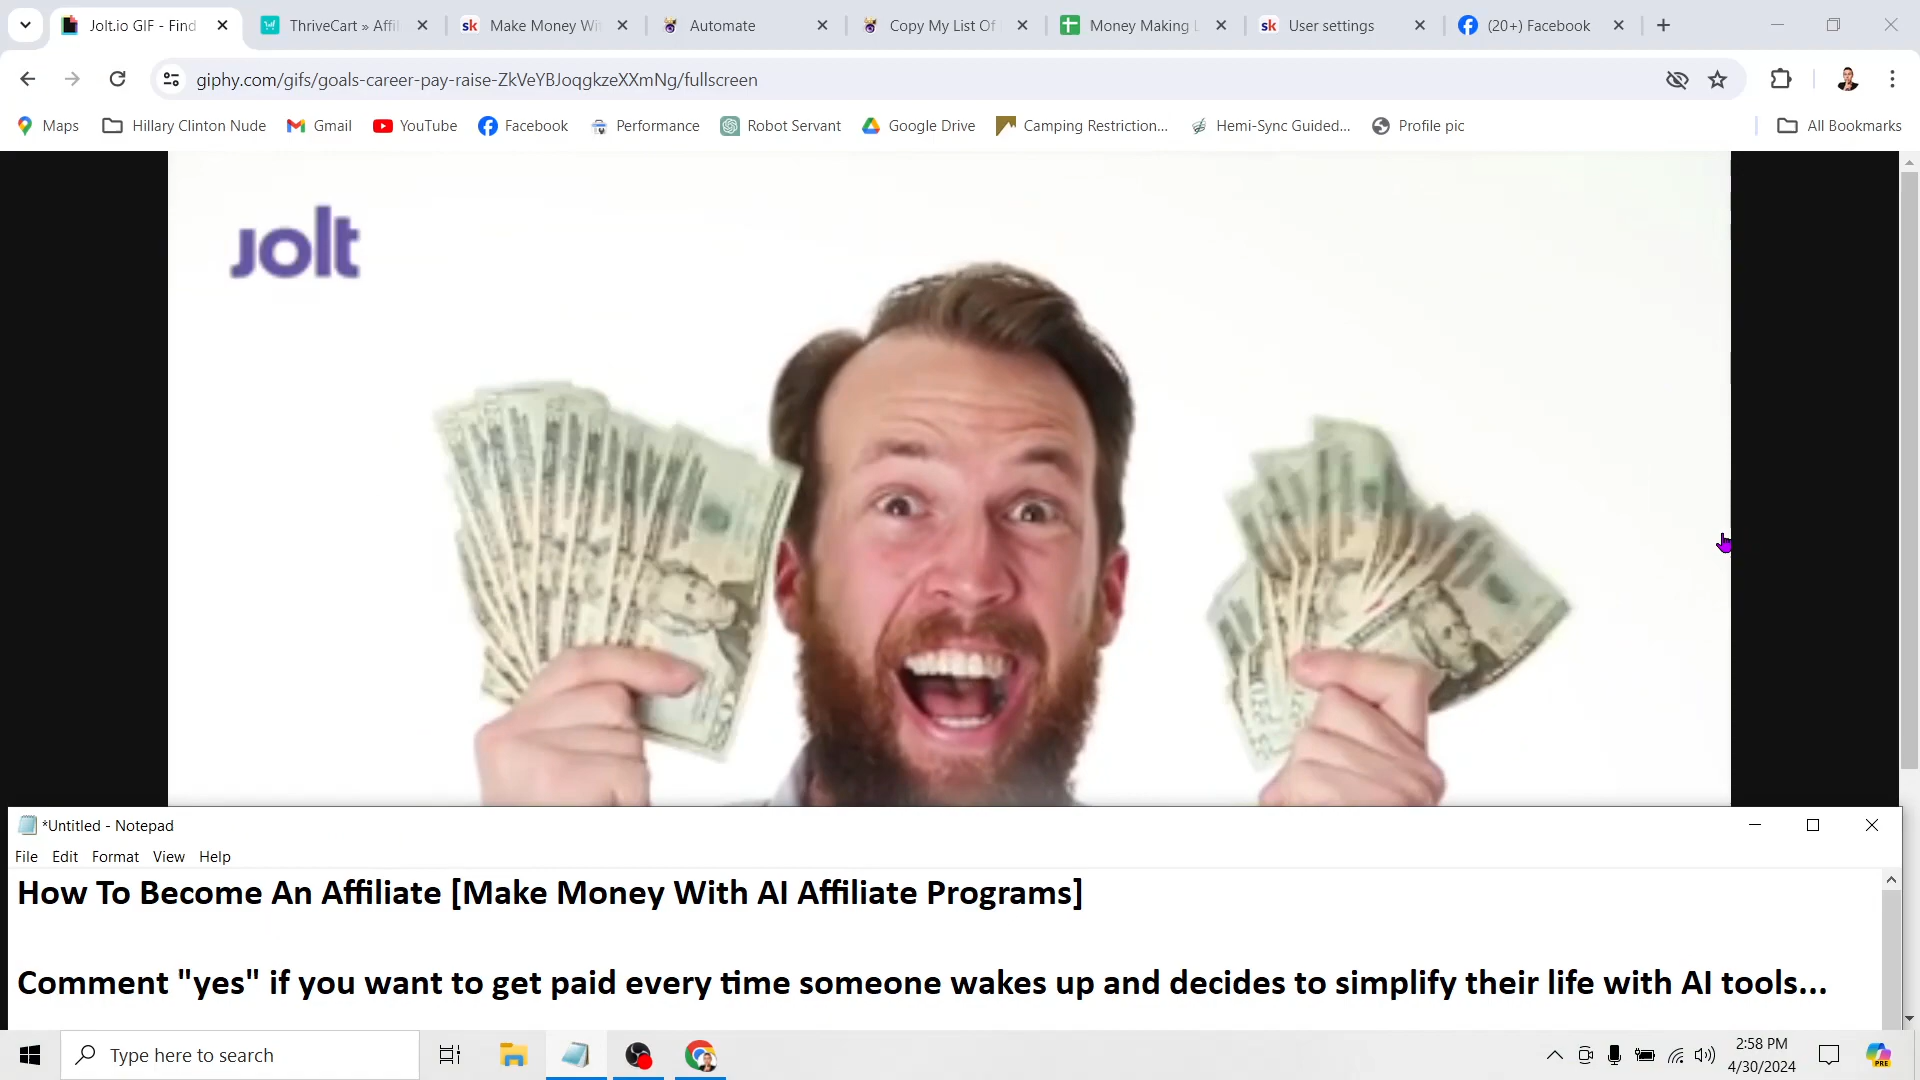 Jolt.io GIF - Find
ThriveCart » Affil
Make Money Wit
Automate
Copy My List Of
Money Making L
User settings
(20+) Facebook
giphy.com/gifs/goals-career-pay-raise-ZkVeYBJoqgkzeXXmNg/fullscreen
Maps
Hillary Clinton Nude
Gmail
YouTube
Facebook
Performance
Robot Servant
Google Drive
Camping Restriction...
Hemi-Sync Guided...
Profile pic
All Bookmarks
Jolt
*Untitled - Notepad
File Edit Format View Help
How To Become An Affiliate [Make Money With AI Affiliate Programs]
Comment "yes" if you want to get paid every time someone wakes up and decides to simplify their life with AI tools...
Type here to search
2:58 PM
4/30/2024
PRE